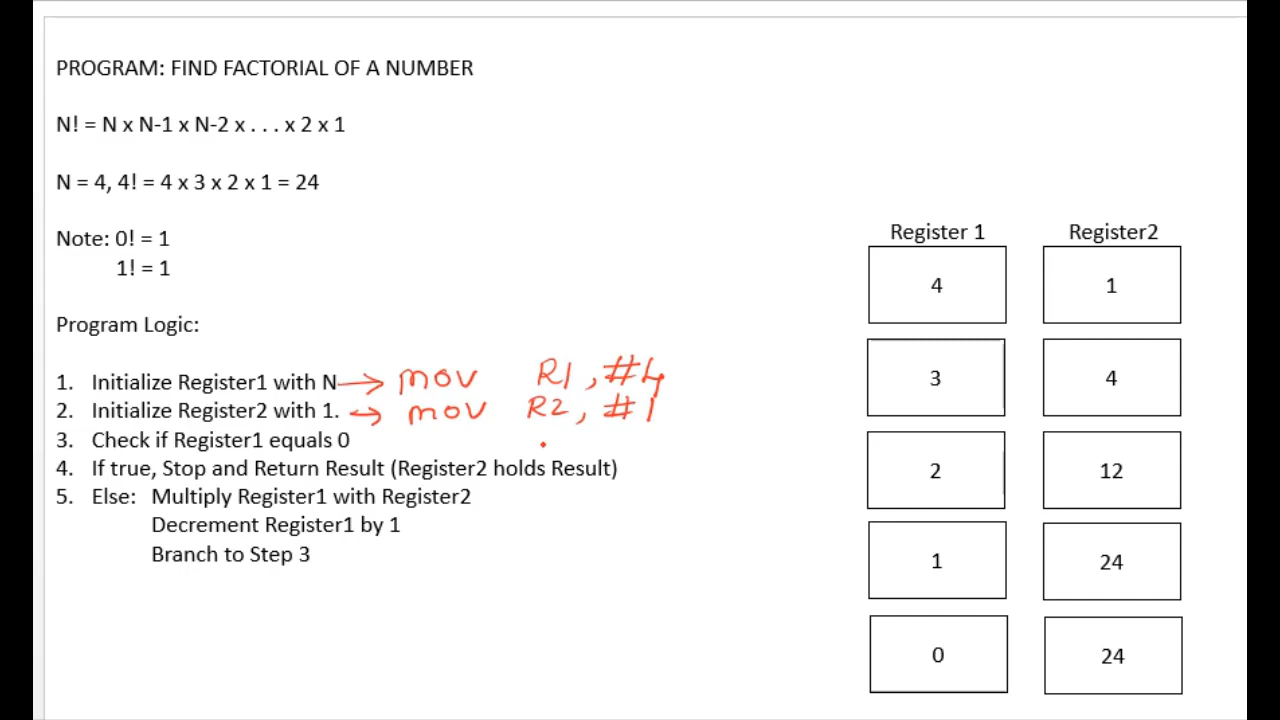 PROGRAM: FIND FACTORIAL OF A NUMBER
N! = N x N-1 x N-2 x . . . x 2 x 1
N = 4, 4! = 4 x 3 x 2 x 1 = 24
Note: 0! = 1
1! = 1
Program Logic:
1. Initialize Register1 with N → mov R1, #4
2. Initialize Register2 with 1. → mov R2, #1
3. Check if Register1 equals 0
4. If true, Stop and Return Result (Register2 holds Result)
5. Else: Multiply Register1 with Register2
Decrement Register1 by 1
Branch to Step 3
Register 1 Register2
4 1
3 4
2 12
1 24
0 24